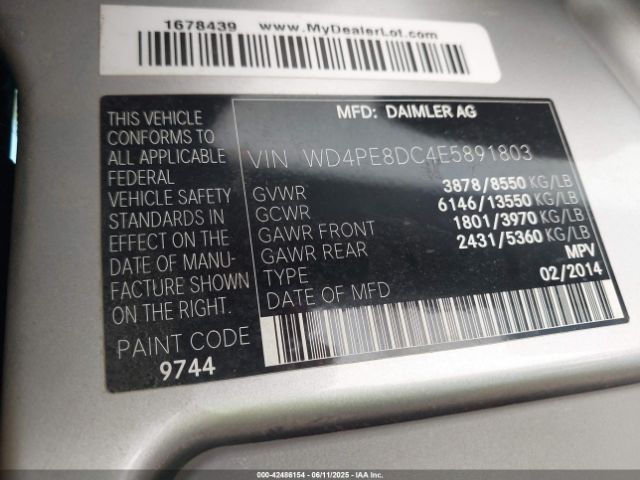 1678439 www.MyDealerLot.com
THIS VEHICLE
CONFORMS TO
ALL APPLICABLE
FEDERAL
VEHICLE SAFETY
STANDARDS IN
EFFECT ON THE
DATE OF MANU-
FACTURE SHOWN
ON THE RIGHT.
PAINT CODE
9744
MFD: DAIMLER AG
VIN WD4PE8DC4E5891803
GVWR 3878/8550 KG/LB
GCWR 6146/13550 KG/LB
GAWR FRONT 1801/3970 KG/LB
GAWR REAR 2431/5360 KG/LB
TYPE MPV
DATE OF MFD 02/2014
000-42486154 - 06/11/2025 - IAA Inc.